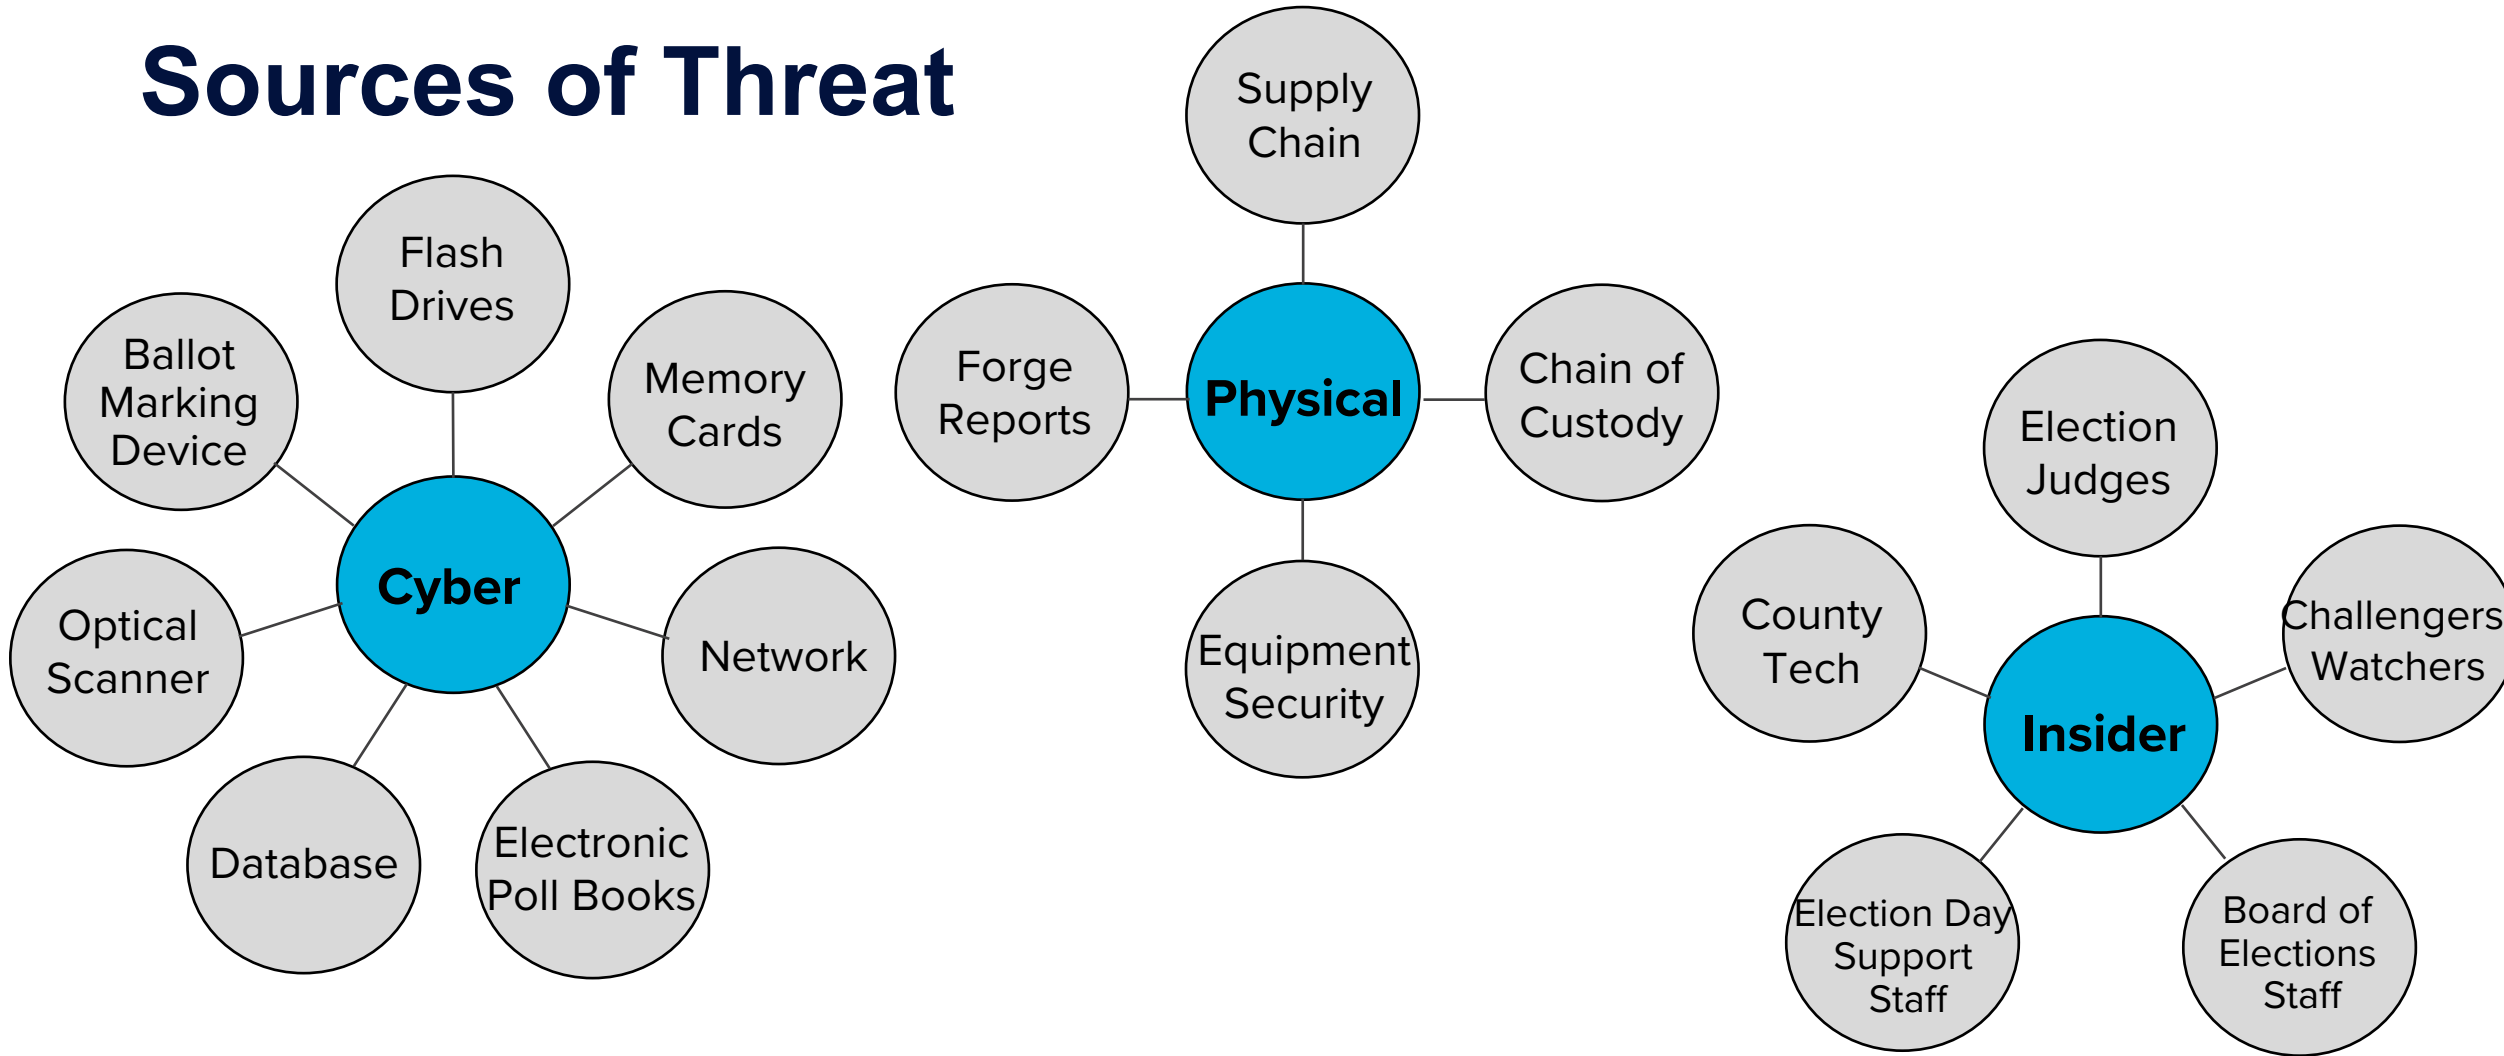 Sources of Threat
Flash
Drives
Ballot
Marking
Device
Memory
Cards
Cyber
Optical
Scanner
Network
Database
Electronic
Poll Books
Supply
Chain
Forge
Reports
Physical
Chain of
Custody
Equipment
Security
Election
Judges
County
Tech
Challengers
Watchers
Insider
Election Day
Support
Staff
Board of
Elections
Staff